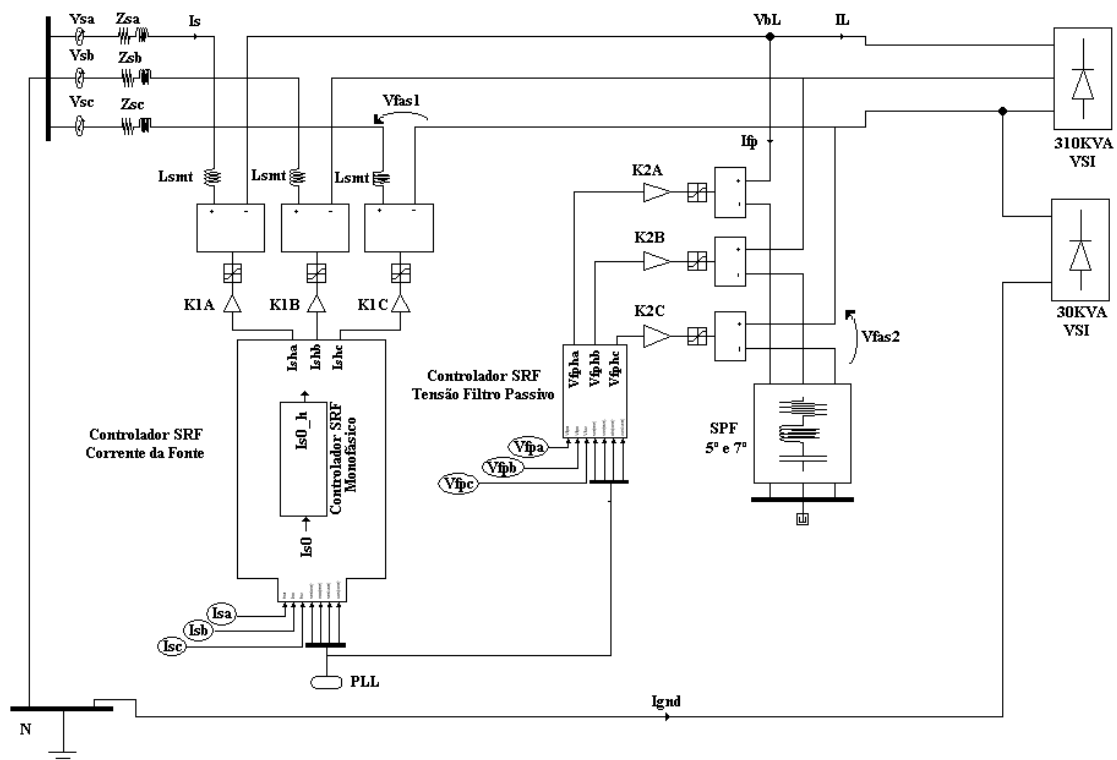 Vsa
Zsa
Is
VbL
IL
Vsb
Zsb
Vsc
Zsc
Vfas1
Ifp
310KVA
VSI
Lsmt
Lsmt
Lsmt
K2A
K2B
K2C
30KVA
VSI
K1A
K1B
K1C
Vfas2
Isha
Ishb
Ishc
Vfpha
Vfphb
Vfphc
Controlador SRF
Tensão Filtro Passivo
Controlador SRF
Corrente da Fonte
Is0_h
Controlador SRF
Monofásico
Is0
SPF
5º e 7º
Vfpa
Vfpb
Vfpc
Isa
Isb
Isc
PLL
Ignd
N